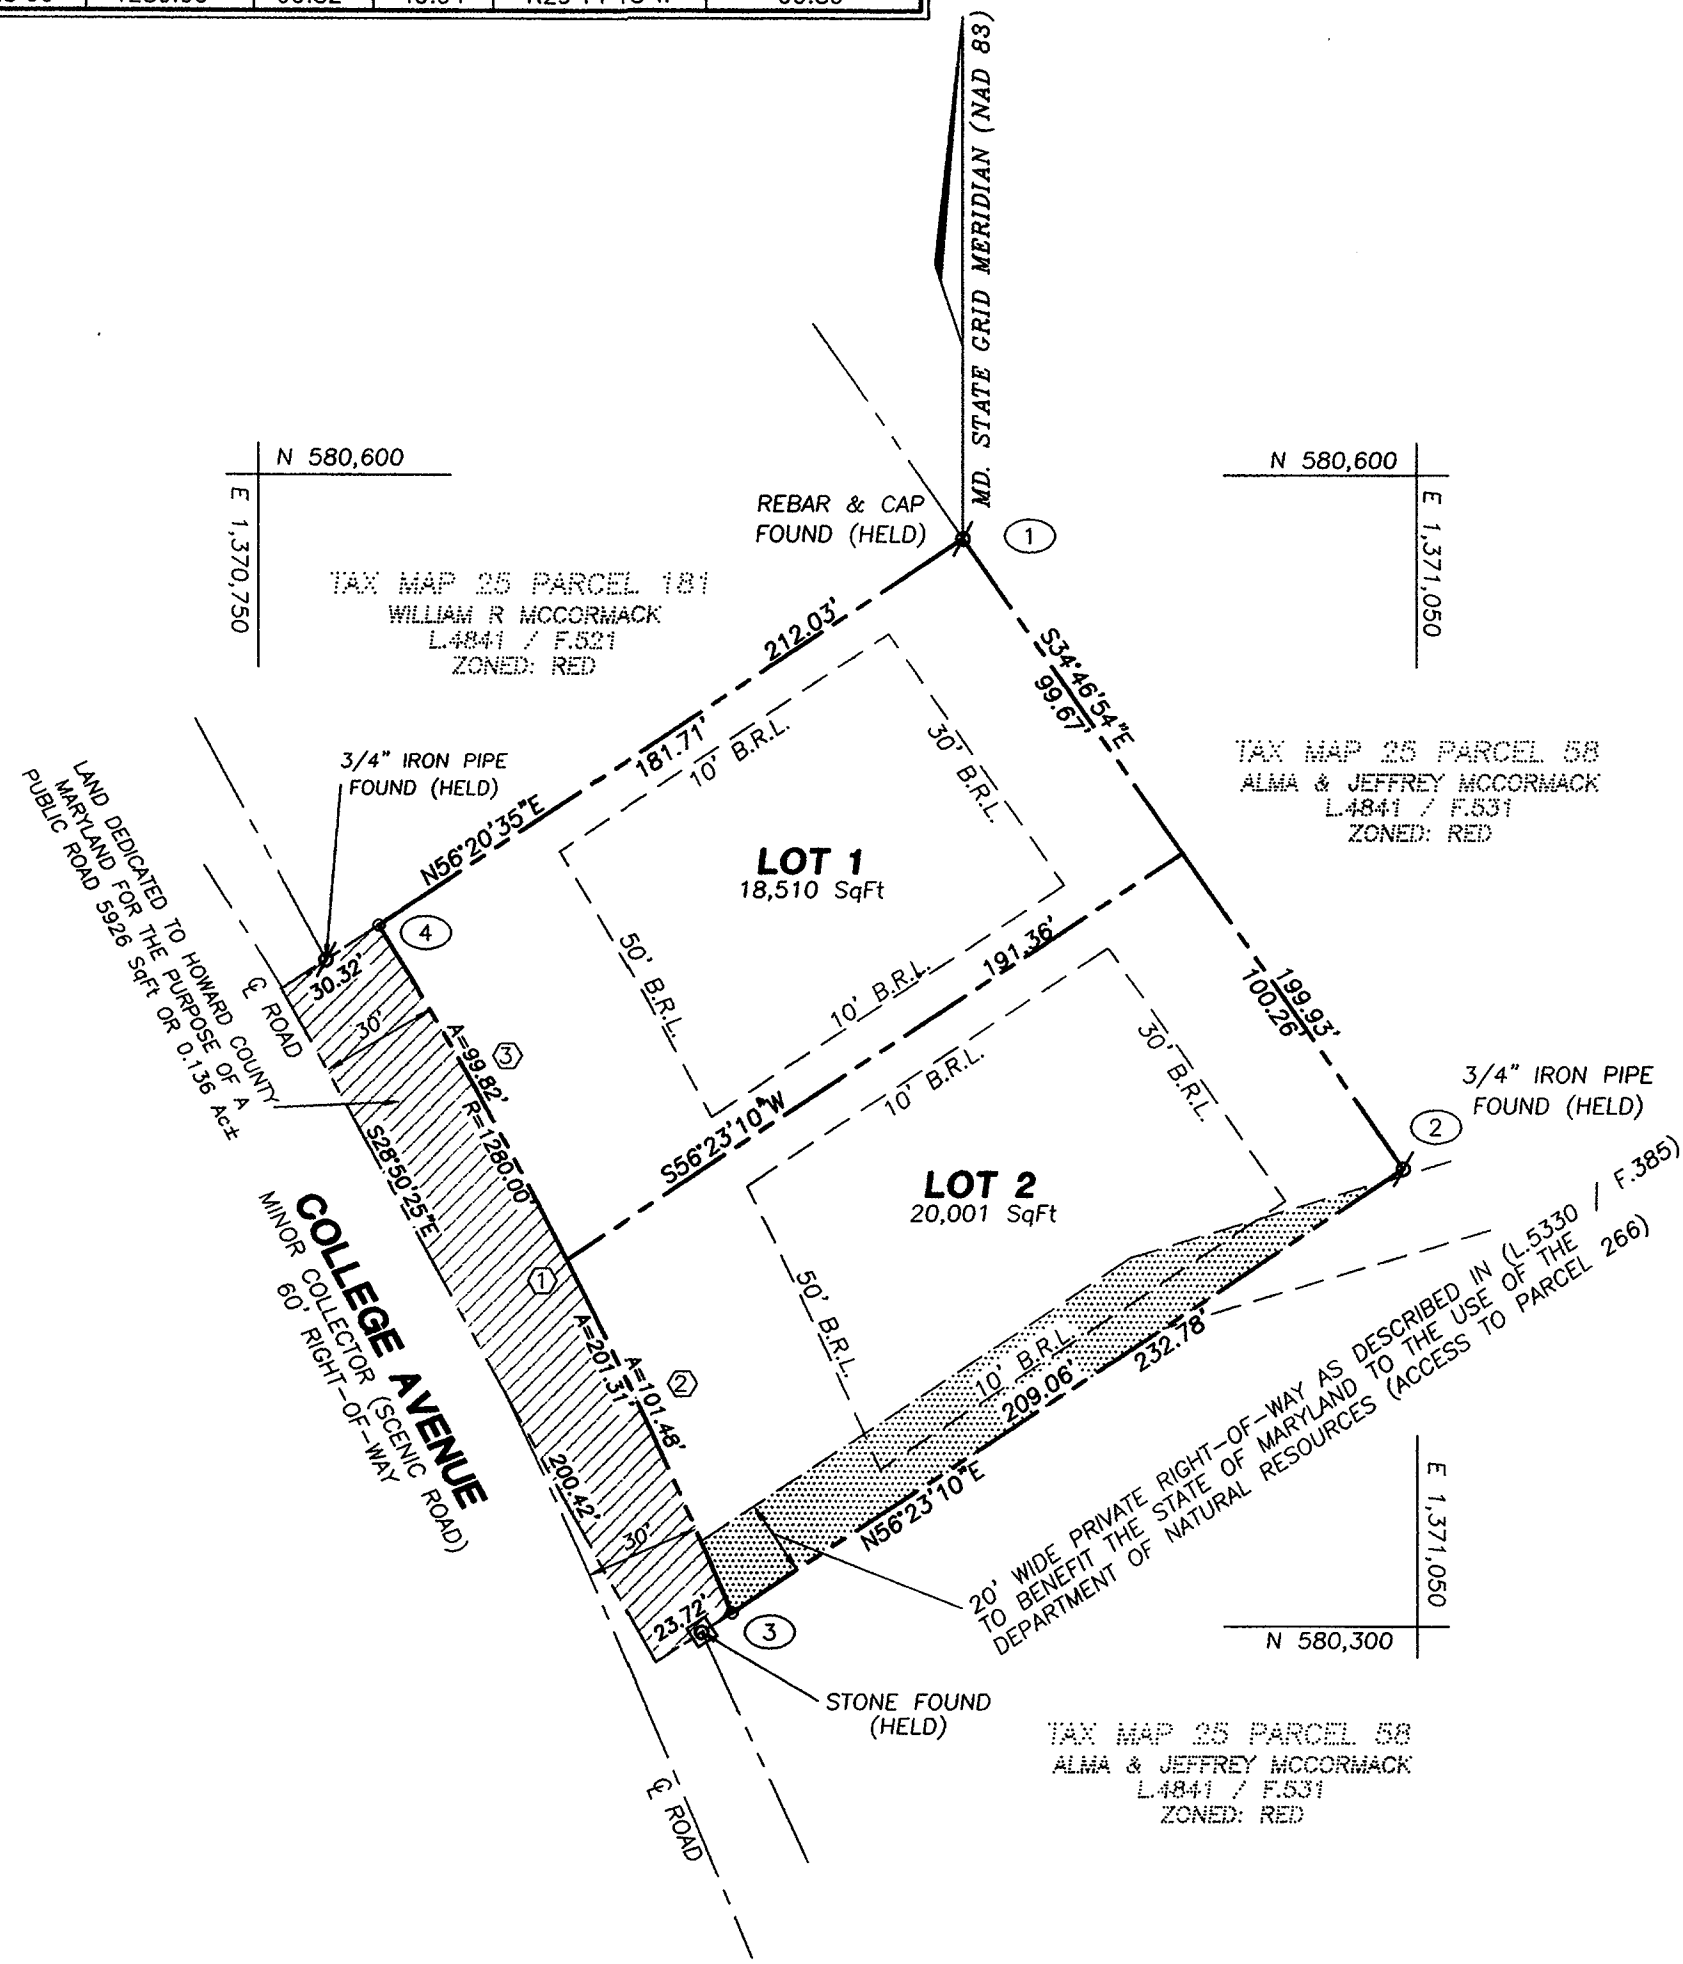 1280.00
MD. STATE GRID MERIDIAN (NAD 83)
N 580,600
E 1,370,750
N 580,600
E 1,371,050
REBAR & CAP
FOUND (HELD)
1
TAX MAP 25 PARCEL 181
WILLIAM R MCCORMACK
L.4841 / F.521
ZONED: RED
212.03'
181.71'
N56°20'35"E
10' B.R.L.
30' B.R.L.
S34°46'54"E
99.67'
TAX MAP 25 PARCEL 58
ALMA & JEFFREY MCCORMACK
L.4841 / F.531
ZONED: RED
3/4" IRON PIPE
FOUND (HELD)
LAND DEDICATED TO HOWARD COUNTY
MARYLAND FOR THE PURPOSE OF A
PUBLIC ROAD 5926 SqFt OR 0.136 Ac±
LOT 1
18,510 SqFt
50' B.R.L.
10' B.R.L.
4
30.32'
℄ ROAD
30'
A=99.82'
R=1280.00'
3
191.36'
S56°23'10"W
199.93'
100.26'
3/4" IRON PIPE
FOUND (HELD)
2
10' B.R.L.
30' B.R.L.
LOT 2
20,001 SqFt
50' B.R.L.
S28°50'25"E
200.42'
COLLEGE AVENUE
MINOR COLLECTOR (SCENIC ROAD)
60' RIGHT-OF-WAY
1
A=201.31'
A=101.48'
2
10' B.R.L.
209.06'
232.78'
N56°23'10"E
20' WIDE PRIVATE RIGHT-OF-WAY AS DESCRIBED IN (L.5330 / F.385)
TO BENEFIT THE STATE OF MARYLAND TO THE USE OF THE
DEPARTMENT OF NATURAL RESOURCES (ACCESS TO PARCEL 266)
30'
23.72'
3
STONE FOUND
(HELD)
E 1,371,050
N 580,300
TAX MAP 25 PARCEL 58
ALMA & JEFFREY MCCORMACK
L.4841 / F.531
ZONED: RED
℄ ROAD